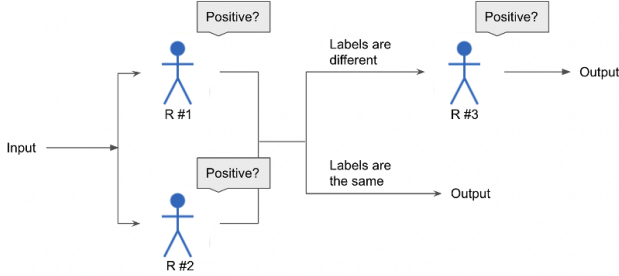 Positive?
Positive?
Labels are
different
Output
R #1
R #3
Input
Positive?
Labels are
the same
Output
R #2